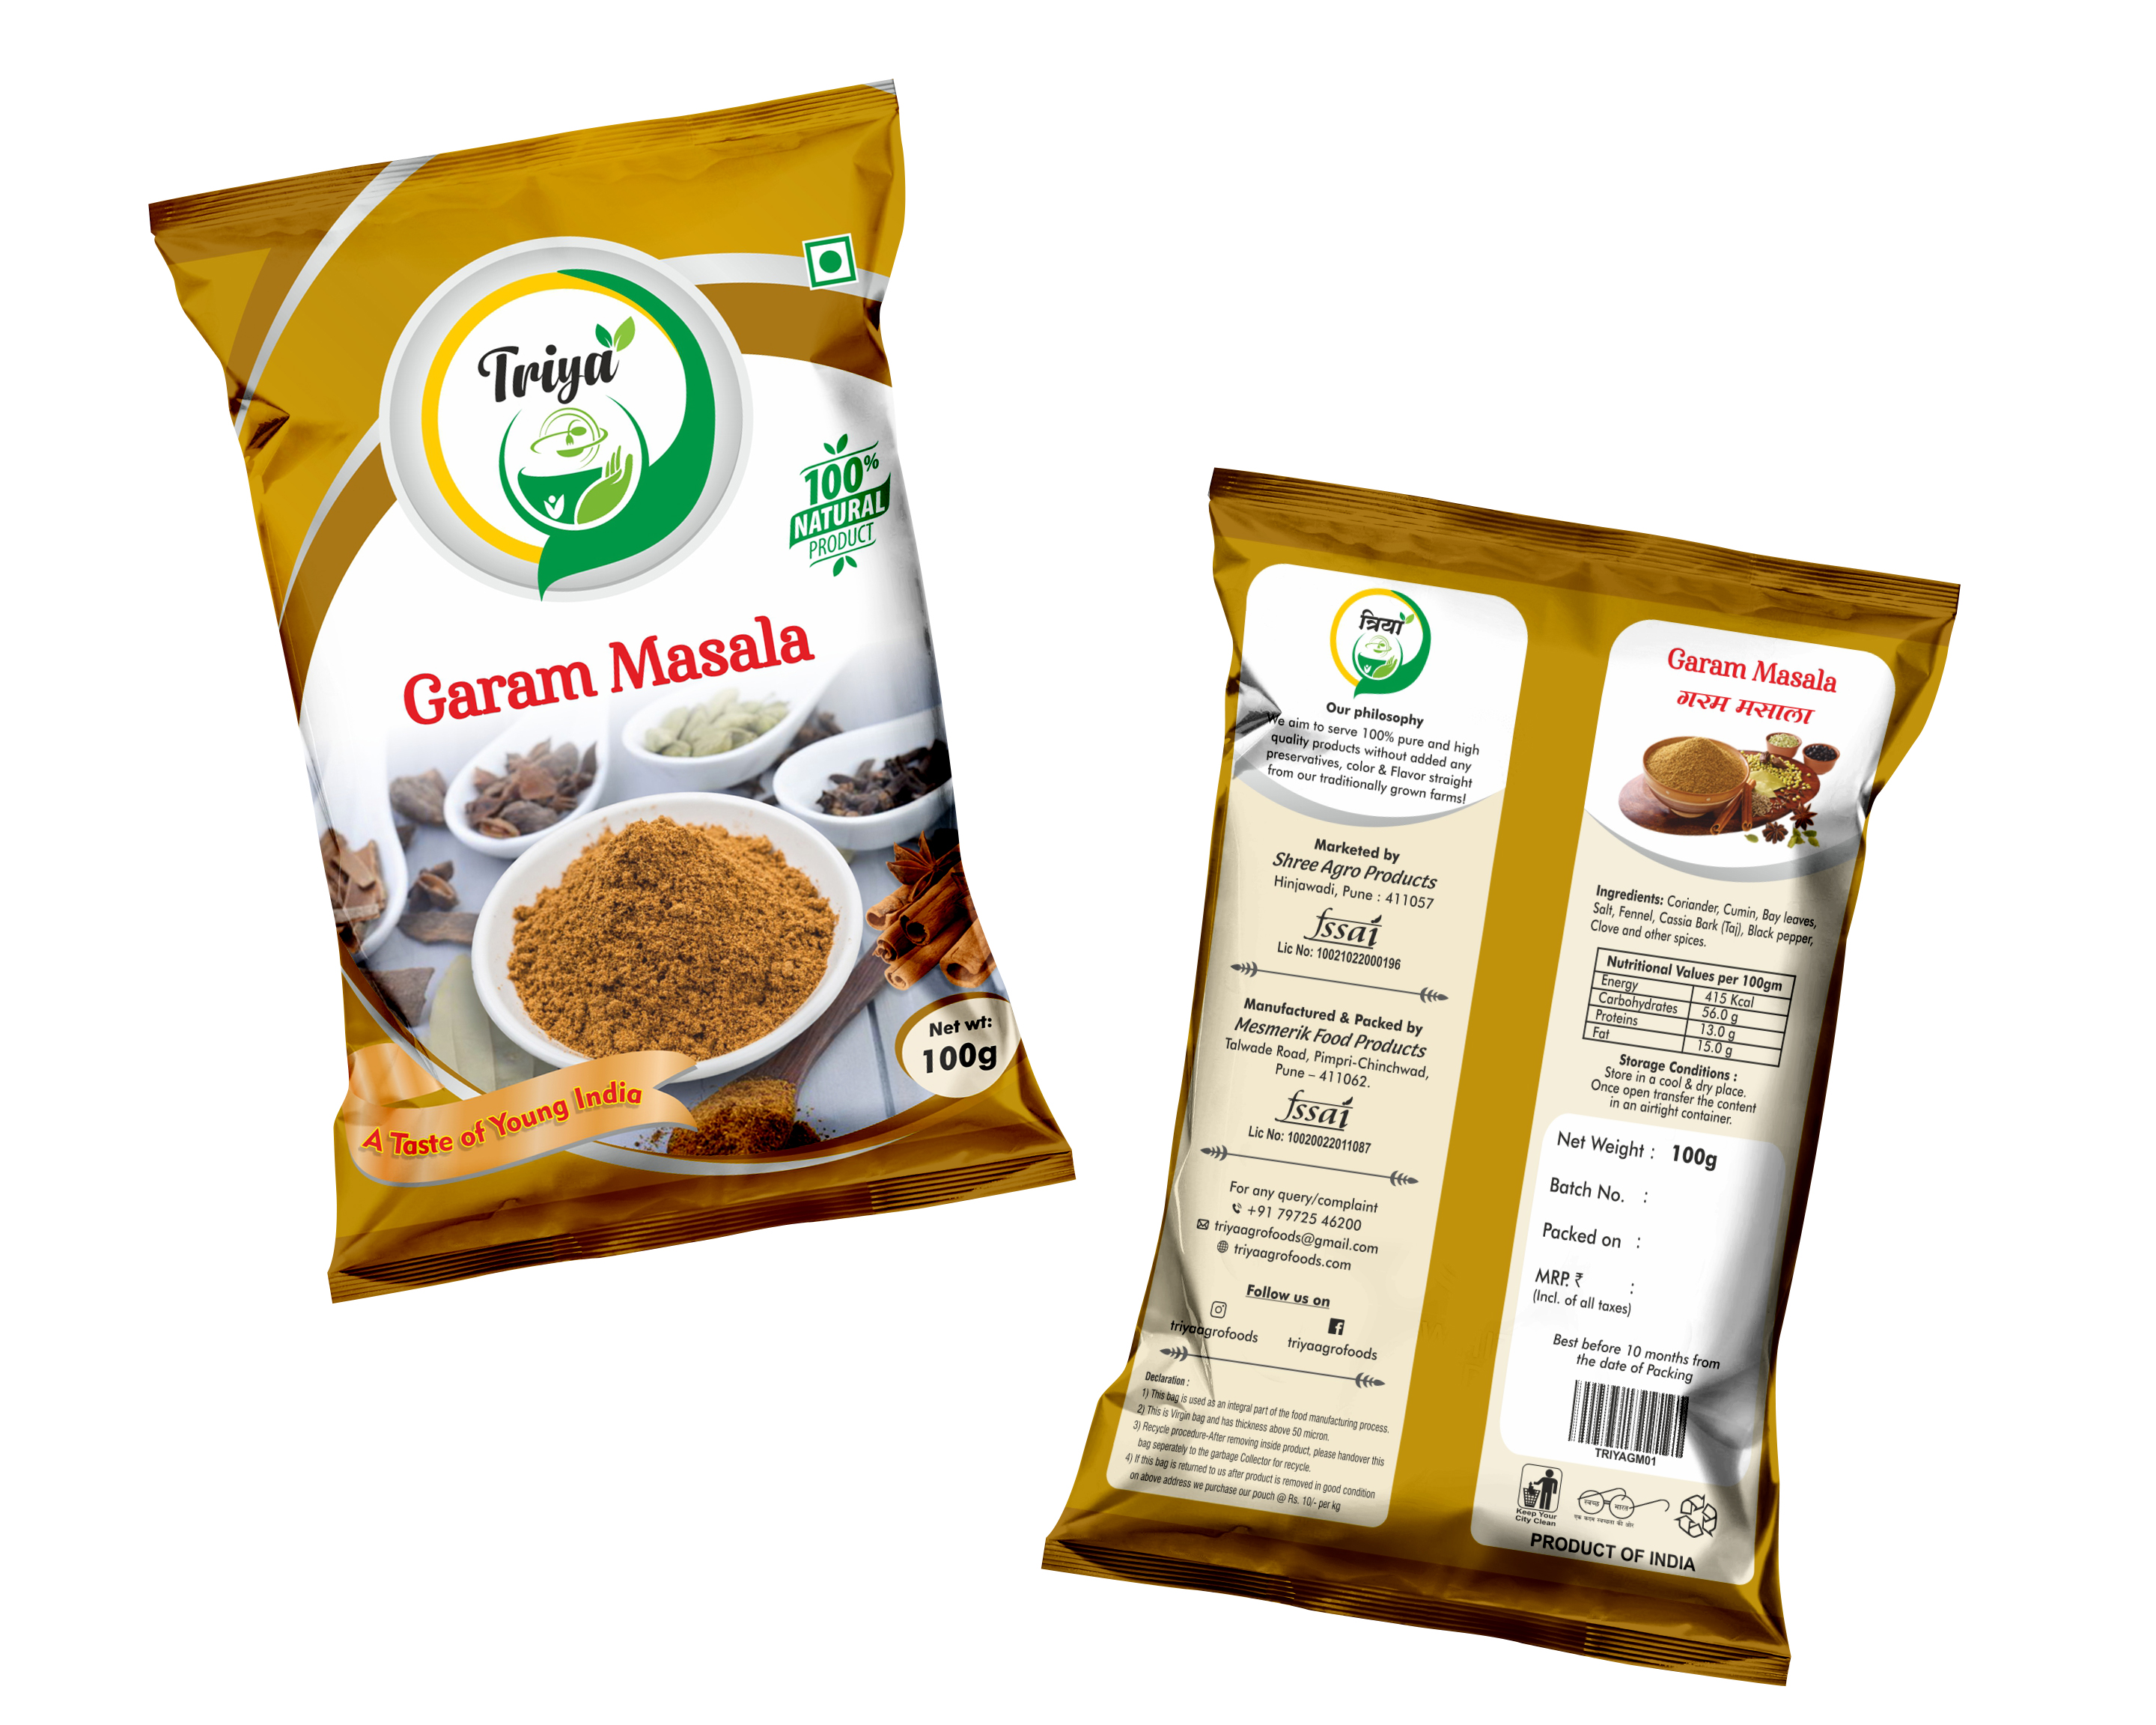 Triya
100%
NATURAL
PRODUCT
Garam Masala
Net wt:
100g
A Taste of Young India
त्रिया
Our philosophy
We aim to serve 100% pure and high
quality products without added any
preservatives, color & Flavor straight
from our traditionally grown farms!
Marketed by
Shree Agro Products
Hinjawadi, Pune : 411057
fssai
Lic No: 10021022000196
Manufactured & Packed by
Mesmerik Food Products
Talwade Road, Pimpri-Chinchwad,
Pune – 411062.
fssai
Lic No: 10020022011087
For any query/complaint
+91 79725 46200
triyaagrofoods@gmail.com
triyaagrofoods.com
Follow us on
triyaagrofoods
triyaagrofoods
Declaration :
1) This bag is used as an integral part of the food manufacturing process.
2) This is Virgin bag and has thickness above 50 micron.
3) Recycle procedure-After removing inside product, please handover this
bag seperately to the garbage Collector for recycle.
4) If this bag is returned to us after product is removed in good condition
on above address we purchase our pouch @ Rs. 10/- per kg
Garam Masala
गरम मसाला
Ingredients: Coriander, Cumin, Bay leaves,
Salt, Fennel, Cassia Bark (Taj), Black pepper,
Clove and other spices.
Nutritional Values per 100gm
Energy 415 Kcal
Carbohydrates 56.0 g
Proteins 13.0 g
Fat 15.0 g
Storage Conditions :
Store in a cool & dry place.
Once open transfer the content
in an airtight container.
Net Weight : 100g
Batch No. :
Packed on :
MRP. ₹ :
(Incl. of all taxes)
Best before 10 months from
the date of Packing
TRIYAGM01
Keep Your
City Clean
स्वच्छ भारत
एक कदम स्वच्छता की ओर
PRODUCT OF INDIA